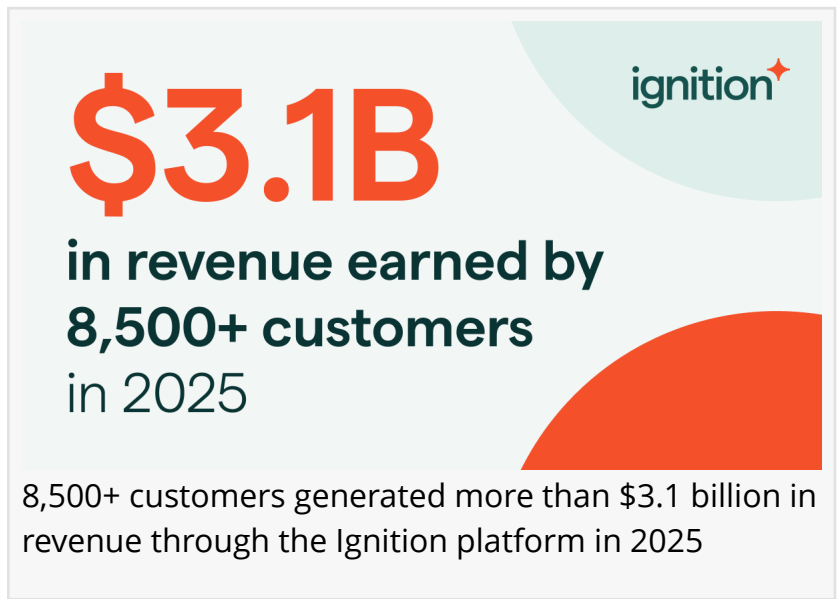 ignition
$3.1B
in revenue earned by
8,500+ customers
in 2025
8,500+ customers generated more than $3.1 billion in
revenue through the Ignition platform in 2025